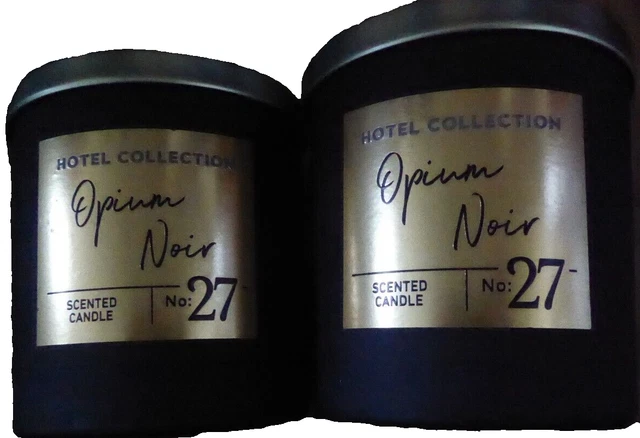 HOTEL COLLECTION
Opium
Noir
SCENTED
CANDLE
No: 27
HOTEL COLLECTION
Opium
Noir
SCENTED
CANDLE
No: 27